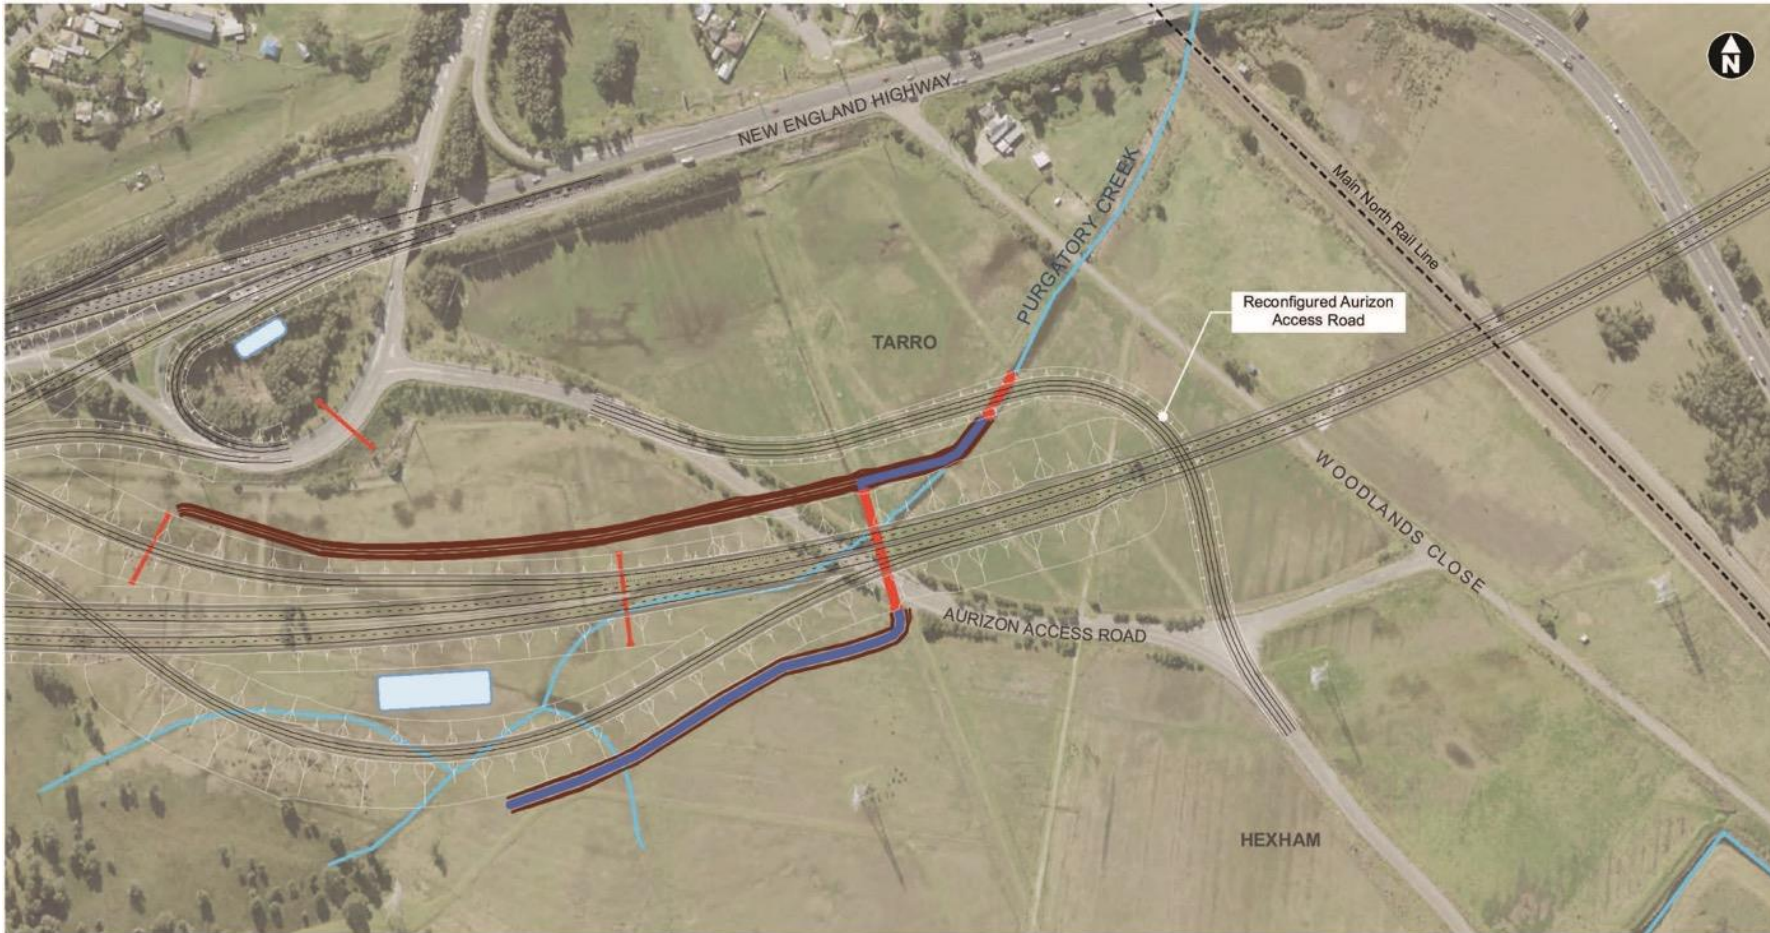 N
NEW ENGLAND HIGHWAY
PURGATORY CREEK
Main North Rail Line
Reconfigured Aurizon
Access Road
TARRO
WOODLANDS CLOSE
AURIZON ACCESS ROAD
HEXHAM